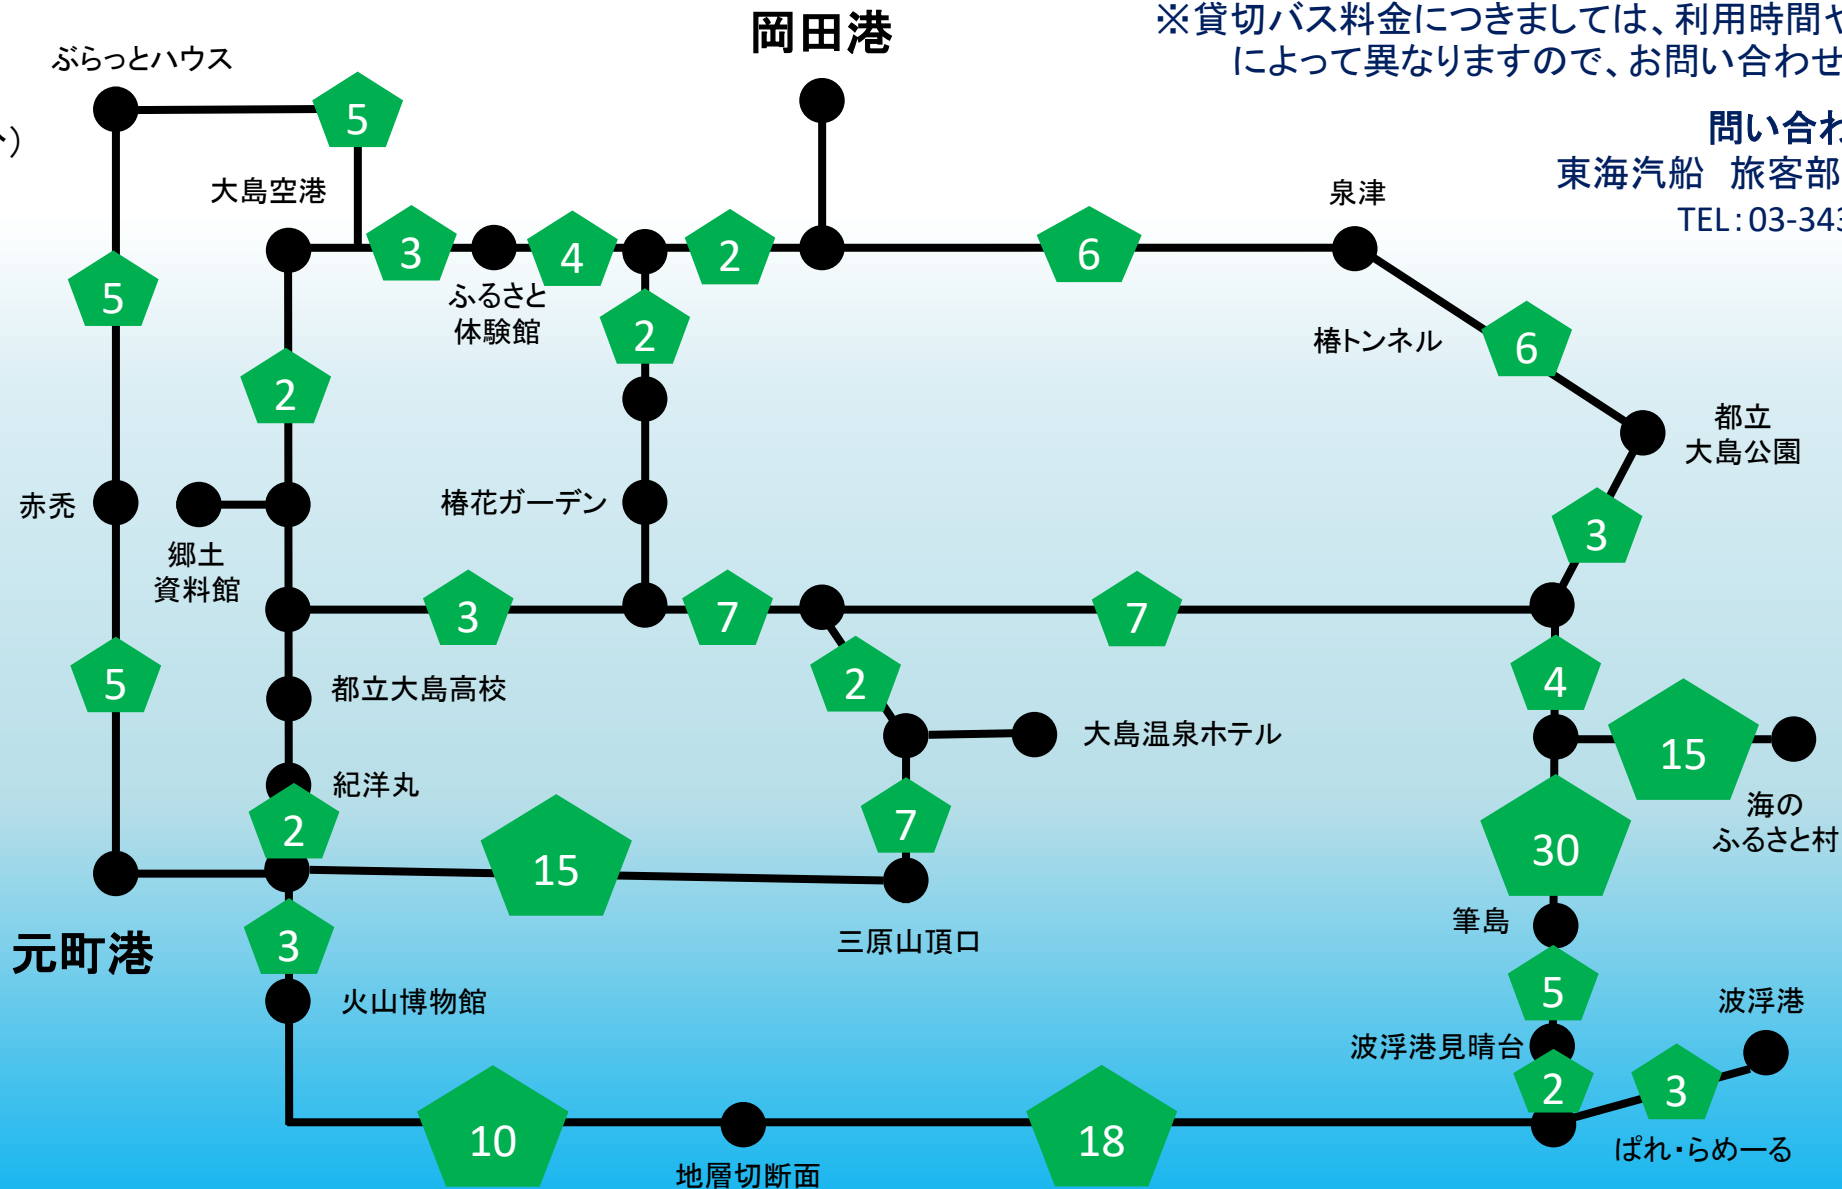 岡田港
※貸切バス料金につきましては、利用時間や
によって異なりますので、お問い合わせ
ぶらっとハウス
5
)
問い合わ
東海汽船　旅客部
TEL：03-343
大島空港
泉津
3
4
2
6
5
ふるさと
体験館
2
椿トンネル
6
2
都立
大島公園
赤禿
椿花ガーデン
郷土
資料館
3
3
7
7
5
都立大島高校
2
4
大島温泉ホテル
15
紀洋丸
2
15
7
海の
ふるさと村
30
筆島
元町港
3
三原山頂口
火山博物館
5
波浮港
波浮港見晴台
2
3
10
18
ぱれ・らめーる
地層切断面